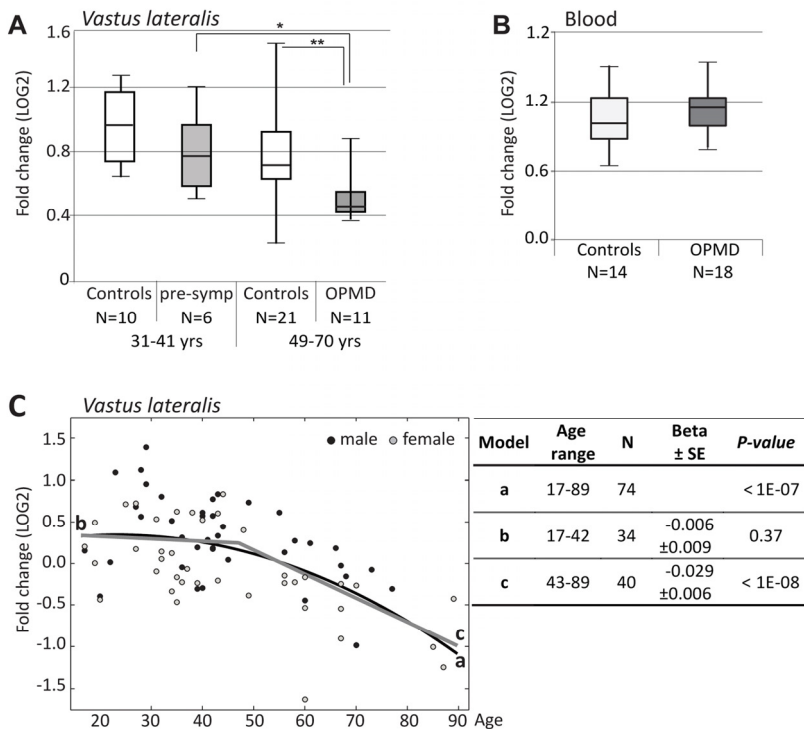 A
Vastus lateralis
Fold change (LOG2)
1.6
1.2
0.8
0.4
0
*
**
Controls pre-symp Controls OPMD
N=10 N=6 N=21 N=11
31-41 yrs 49-70 yrs
B
Blood
Fold change (LOG2)
1.2
1.2
0.6
0.0
Controls OPMD
N=14 N=18
C
Vastus lateralis
male female
Fold change (LOG2)
1.5
1.0
0.5
0.0
-0.5
-1.0
-1.5
b
c
a
20 30 40 50 60 70 80 90 Age
Model Age range N Beta ± SE P-value
a 17-89 74 < 1E-07
b 17-42 34 -0.006 ±0.009 0.37
c 43-89 40 -0.029 ±0.006 < 1E-08